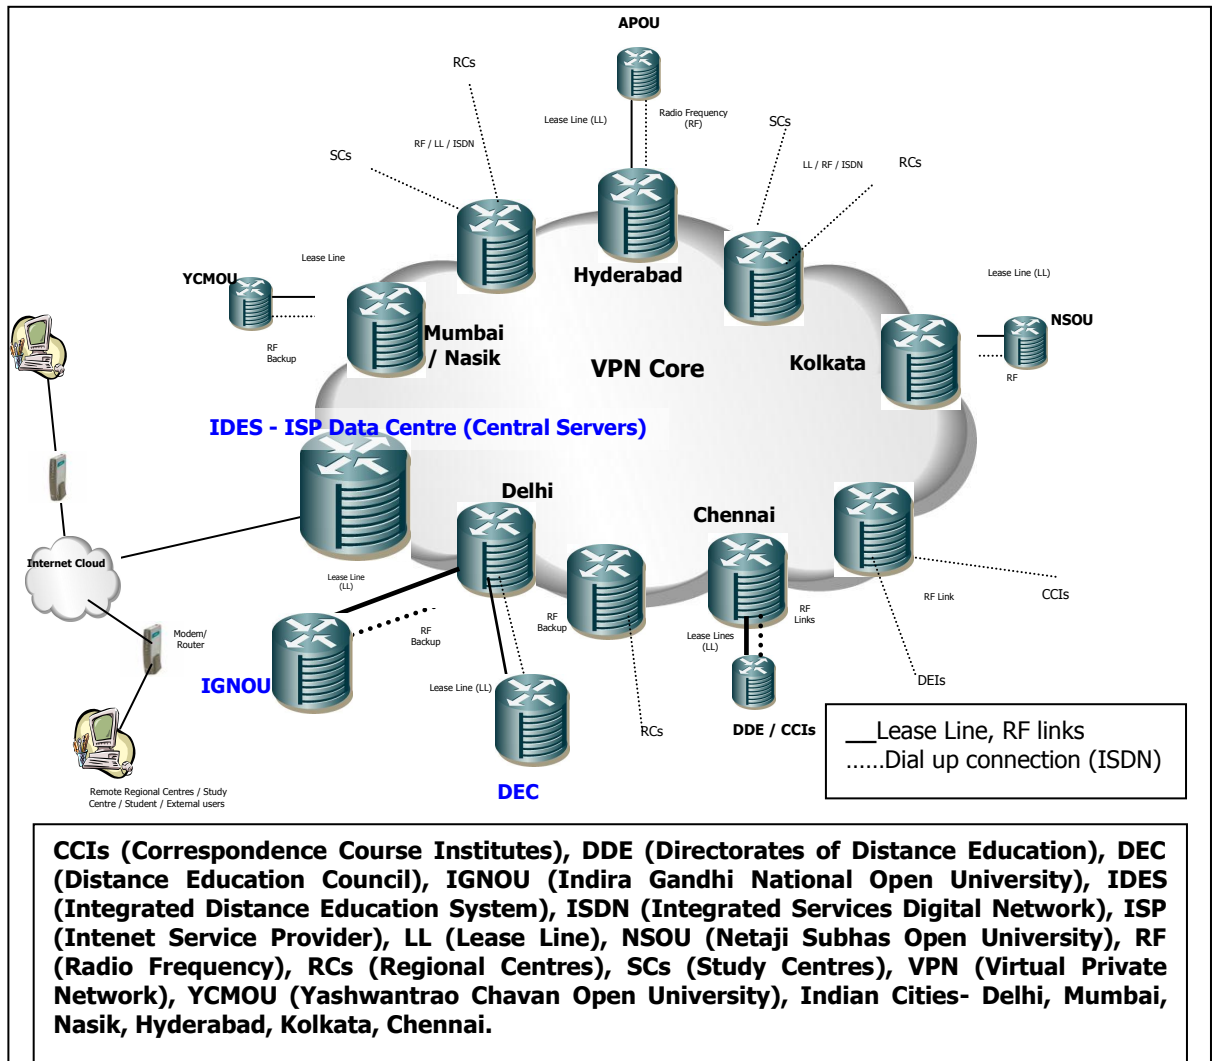 APOU
RCs
Lease Line (LL)
Radio Frequency
(RF)
SCs
RF / LL / ISDN
SCs
LL / RF / ISDN
RCs
Lease Line
Hyderabad
Lease Line (LL)
YCMOU
NSOU
Mumbai
/ Nasik
RF
Backup
VPN Core
Kolkata
RF
IDES - ISP Data Centre (Central Servers)
Delhi
Chennai
Internet Cloud
Lease Line
(LL)
RF Link
CCIs
RF
Backup
RF
Backup
RF
Links
Lease Lines
(LL)
Modem/
Router
IGNOU
Lease Line (LL)
DEIs
RCs
DDE / CCIs
__Lease Line, RF links
......Dial up connection (ISDN)
Remote Regional Centres / Study
Centre / Student / External users
DEC
CCIs (Correspondence Course Institutes), DDE (Directorates of Distance Education), DEC
(Distance Education Council), IGNOU (Indira Gandhi National Open University), IDES
(Integrated Distance Education System), ISDN (Integrated Services Digital Network), ISP
(Intenet Service Provider), LL (Lease Line), NSOU (Netaji Subhas Open University), RF
(Radio Frequency), RCs (Regional Centres), SCs (Study Centres), VPN (Virtual Private
Network), YCMOU (Yashwantrao Chavan Open University), Indian Cities- Delhi, Mumbai,
Nasik, Hyderabad, Kolkata, Chennai.